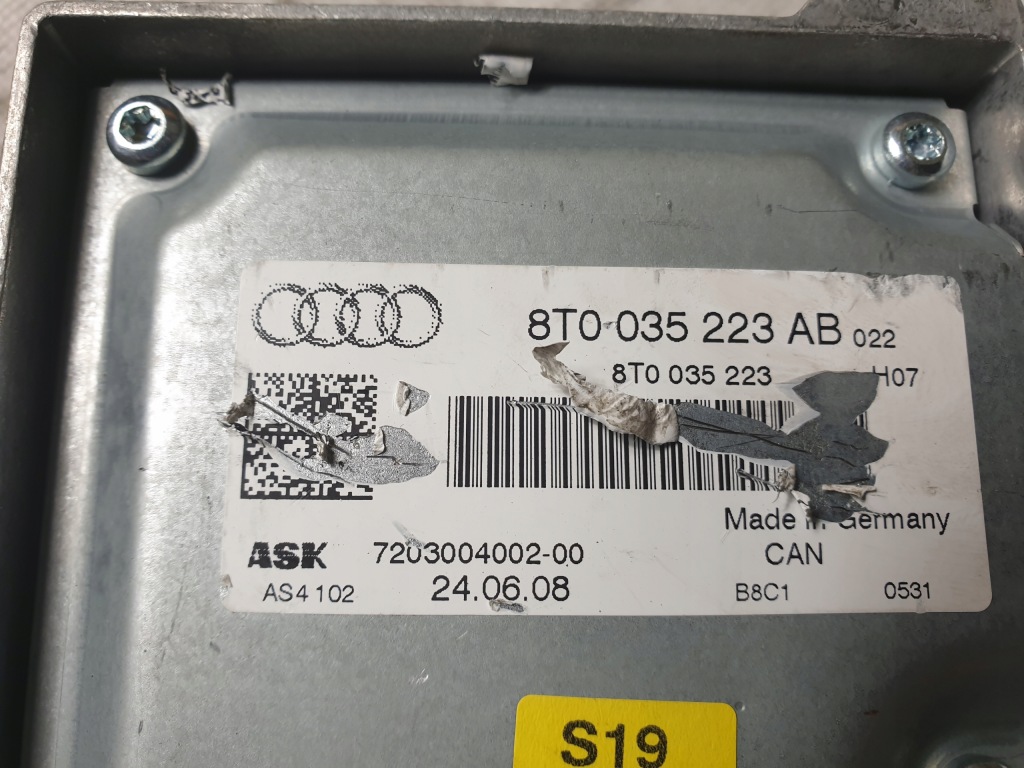 8T0 035 223 AB 022
8T0 035 223 H07
Made in Germany
ASK 7203004002-00 CAN
AS4 102 24.06.08 B8C1 0531
S19